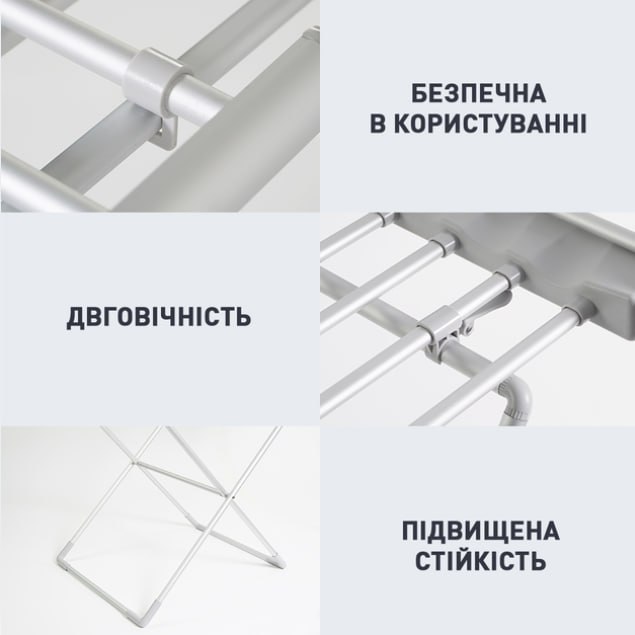 БЕЗПЕЧНА
В КОРИСТУВАННІ
ДВГОВІЧНІСТЬ
ПІДВИЩЕНА
СТІЙКІСТЬ